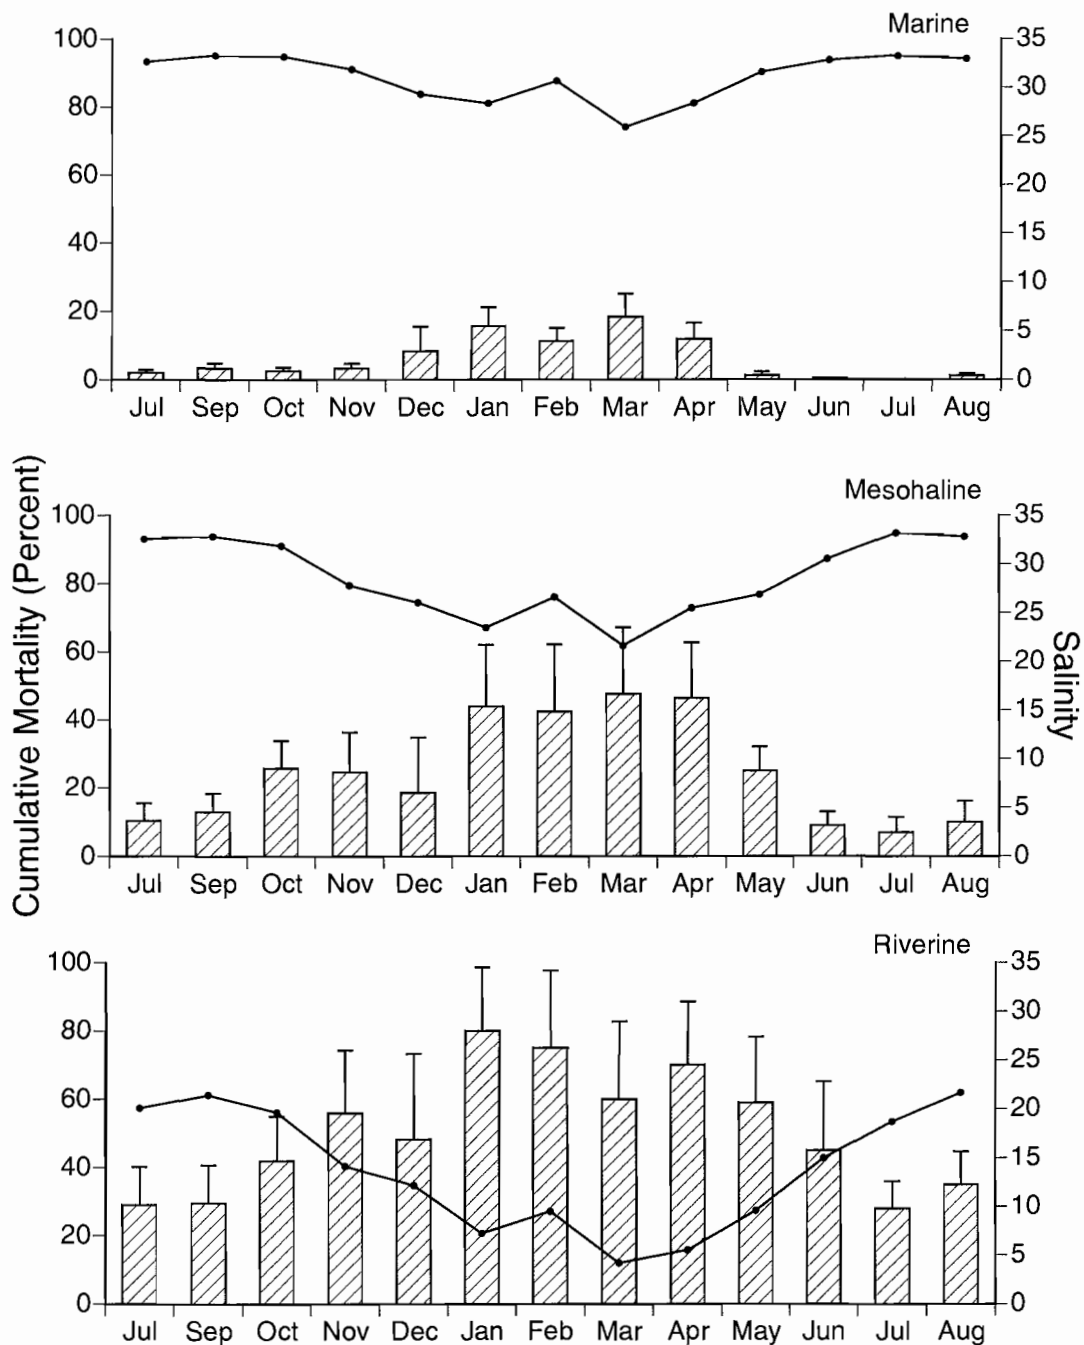 Marine
100 80 60 40 20 0
35 30 25 20 15 10 5 0
Jul Sep Oct Nov Dec Jan Feb Mar Apr May Jun Jul Aug
Cumulative Mortality (Percent)
Mesohaline
100 80 60 40 20 0
35 30 25 20 15 10 5 0
Salinity
Jul Sep Oct Nov Dec Jan Feb Mar Apr May Jun Jul Aug
Riverine
100 80 60 40 20 0
35 30 25 20 15 10 5 0
Jul Sep Oct Nov Dec Jan Feb Mar Apr May Jun Jul Aug